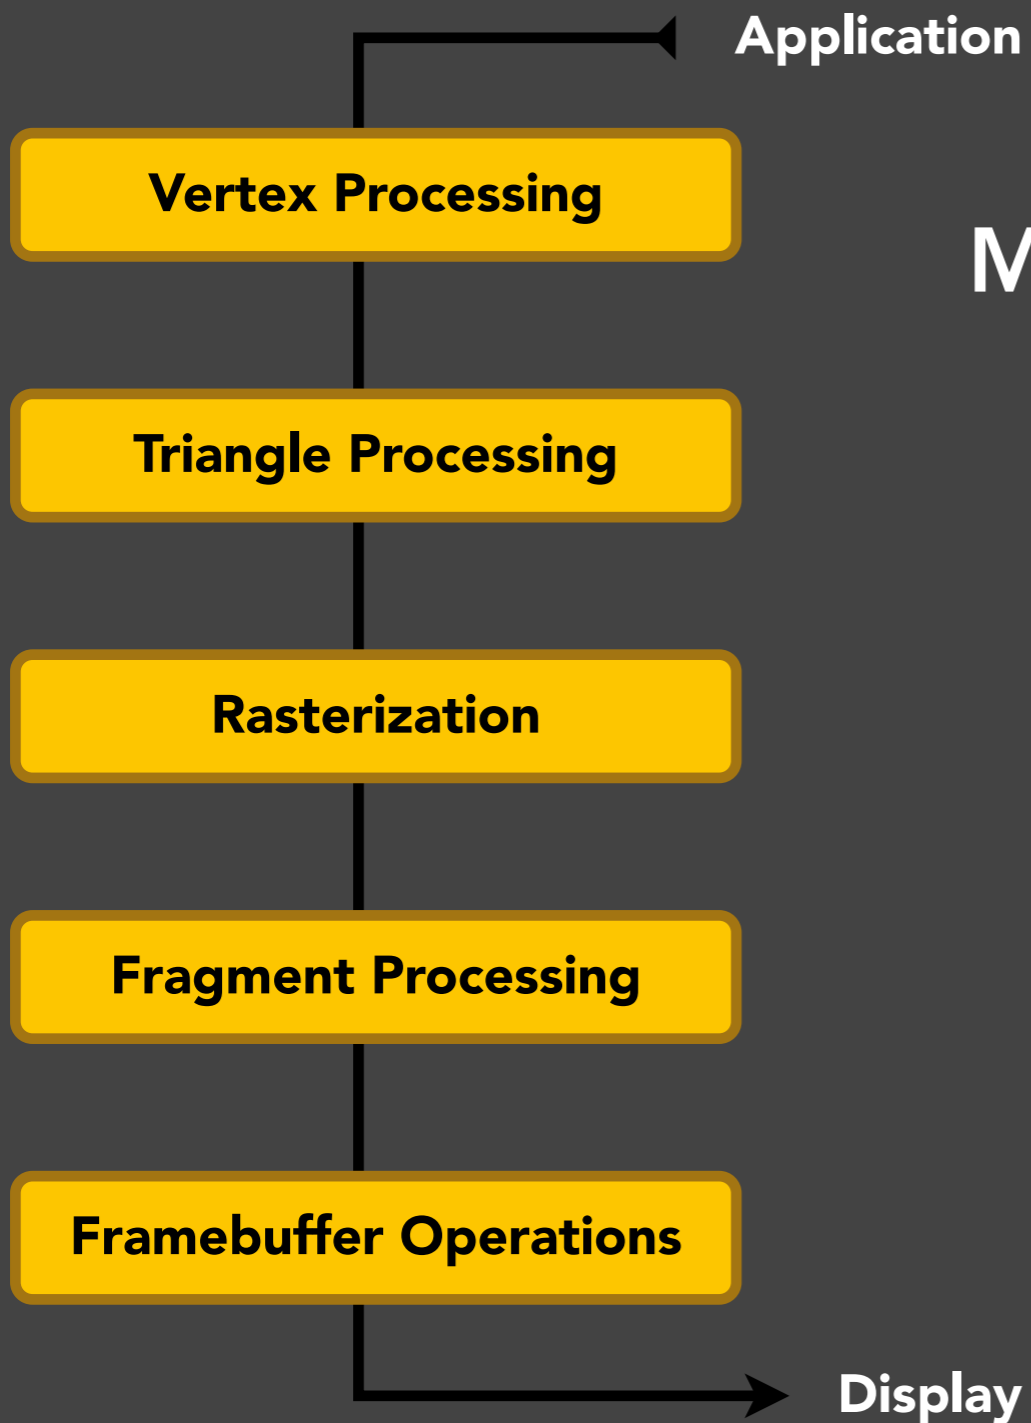 Application
Vertex Processing
M
Triangle Processing
Rasterization
Fragment Processing
Framebuffer Operations
Display